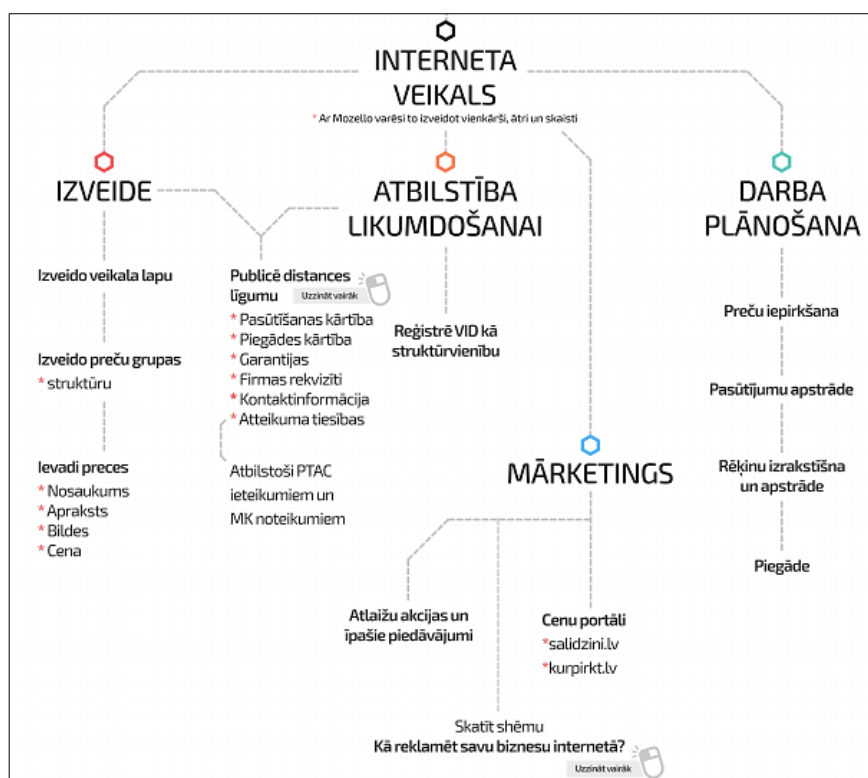 INTERNETA
VEIKALS
* Ar Mozello varēsi to izveidot vienkārši, ātri un skaisti
IZVEIDE
Izveido veikala lapu
Izveido preču grupas
* struktūru
Ievadi preces
* Nosaukums
* Apraksts
* Bildes
* Cena
ATBILSTĪBA
LIKUMDOŠANAI
Publicē distances
līgumu
Uzzināt vairāk
* Pasūtīšanas kārtība
* Piegādes kārtība
* Garantijas
* Firmas rekvizīti
* Kontaktinformācija
* Atteikuma tiesības
Atbilstoši PTAC
ieteikumiem un
MK noteikumiem
Reģistrē VID kā
struktūrvienību
MĀRKETINGS
Atlaižu akcijas un
īpašie piedāvājumi
Cenu portāli
*salidzini.lv
*kurpirkt.lv
Skatīt shēmu
Kā reklamēt savu biznesu internetā?
Uzzināt vairāk
DARBA
PLĀNOŠANA
Preču iepirkšana
Pasūtījumu apstrāde
Rēķinu izrakstīšna
un apstrāde
Piegāde